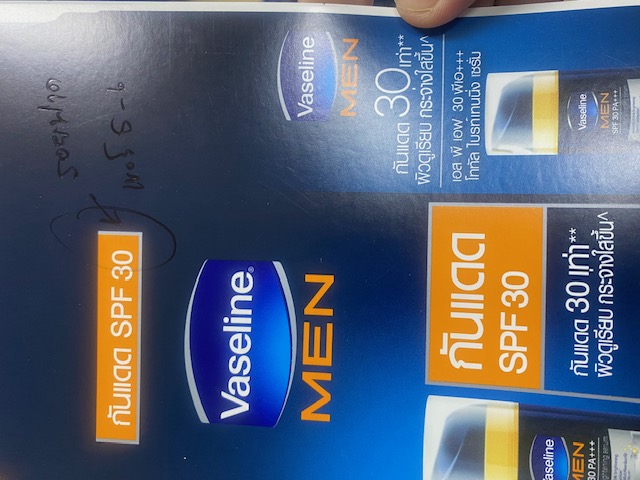 Vaseline
MEN
กันแดด 30 เท่า**
ผิวดูเรียบ กระจ่างใสขึ้น^
เอส พี เอฟ 30 พีเอ+++
โททัล ไบรท์เทนนิ่ง เซรั่ม
Vaseline
MEN
SPF 30 PA+++
กันแดด SPF 30
Vaseline®
MEN
กันแดด
SPF 30
กันแดด 30 เท่า**
ผิวดูเรียบ กระจ่างใสขึ้น^
Vaseline
MEN
30 PA+++